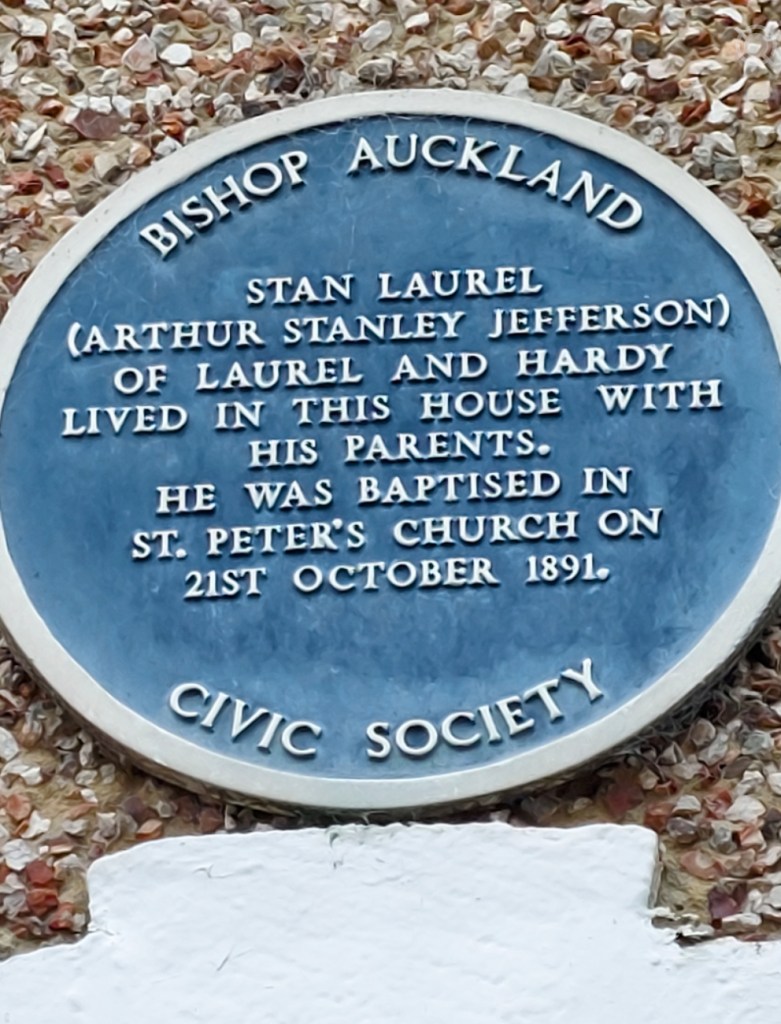 BISHOP AUCKLAND
STAN LAUREL
(ARTHUR STANLEY JEFFERSON)
OF LAUREL AND HARDY
LIVED IN THIS HOUSE WITH
HIS PARENTS.
HE WAS BAPTISED IN
ST. PETER'S CHURCH ON
21ST OCTOBER 1891.
CIVIC SOCIETY